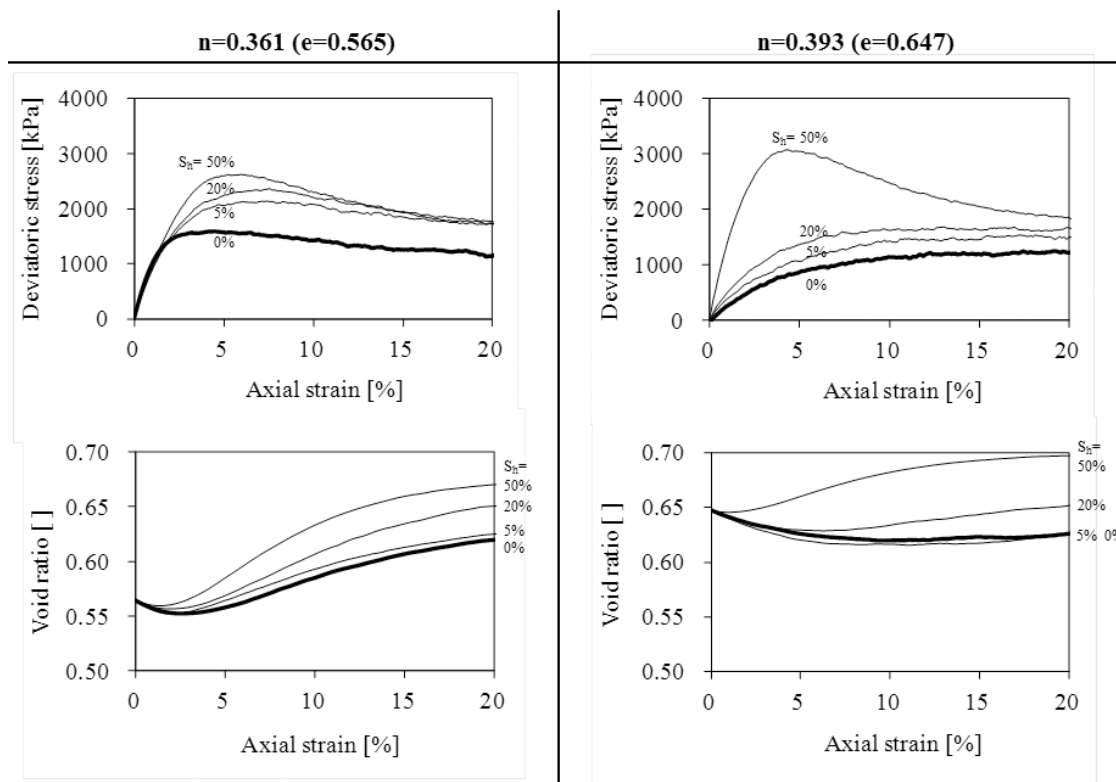 n=0.361 (e=0.565)
n=0.393 (e=0.647)
Deviatoric stress [kPa]
4000
3000
2000
1000
0
Sh= 50%
20%
5%
0%
0 5 10 15 20
Axial strain [%]
Deviatoric stress [kPa]
4000
3000
2000
1000
0
Sh= 50%
20%
5%
0%
0 5 10 15 20
Axial strain [%]
Void ratio [ ]
0.70
0.65
0.60
0.55
0.50
Sh=
50%
20%
5%
0%
0 5 10 15 20
Axial strain [%]
Void ratio [ ]
0.70
0.65
0.60
0.55
0.50
Sh=
50%
20%
5% 0%
0 5 10 15 20
Axial strain [%]